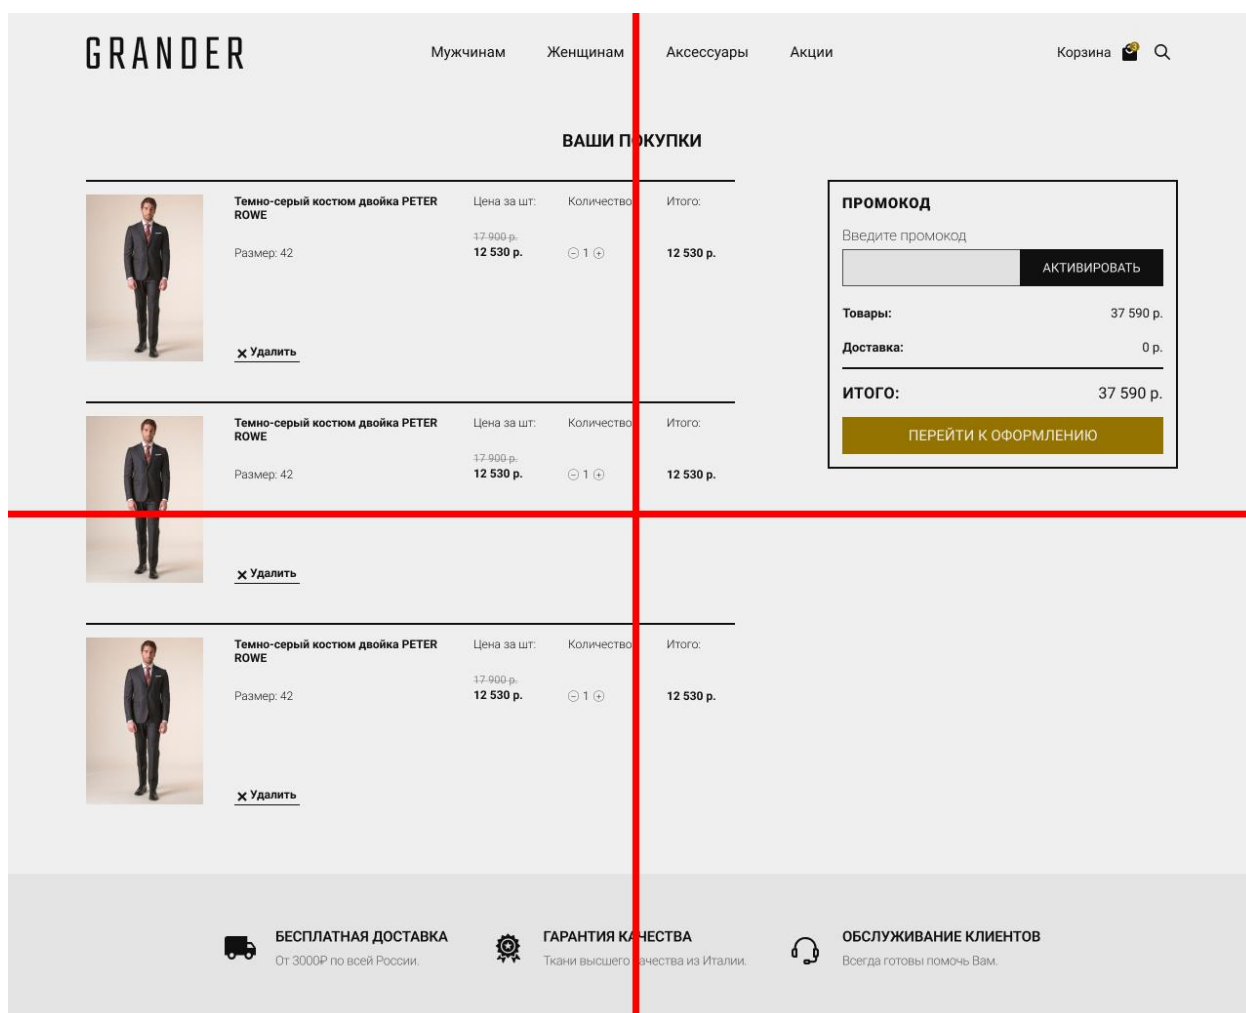 GRANDER
Мужчинам Женщинам Аксессуары Акции Корзина 3
ВАШИ ПОКУПКИ
Темно-серый костюм двойка PETER ROWE
Цена за шт: Количество Итого:
17 900 р.
Размер: 42 12 530 р. 1 12 530 р.
Удалить
Темно-серый костюм двойка PETER ROWE
Цена за шт: Количество Итого:
17 900 р.
Размер: 42 12 530 р. 1 12 530 р.
Удалить
Темно-серый костюм двойка PETER ROWE
Цена за шт: Количество Итого:
17 900 р.
Размер: 42 12 530 р. 1 12 530 р.
Удалить
ПРОМОКОД
Введите промокод
АКТИВИРОВАТЬ
Товары: 37 590 р.
Доставка: 0 р.
ИТОГО: 37 590 р.
ПЕРЕЙТИ К ОФОРМЛЕНИЮ
БЕСПЛАТНАЯ ДОСТАВКА
От 3000₽ по всей России.
ГАРАНТИЯ КАЧЕСТВА
Ткани высшего качества из Италии.
ОБСЛУЖИВАНИЕ КЛИЕНТОВ
Всегда готовы помочь Вам.